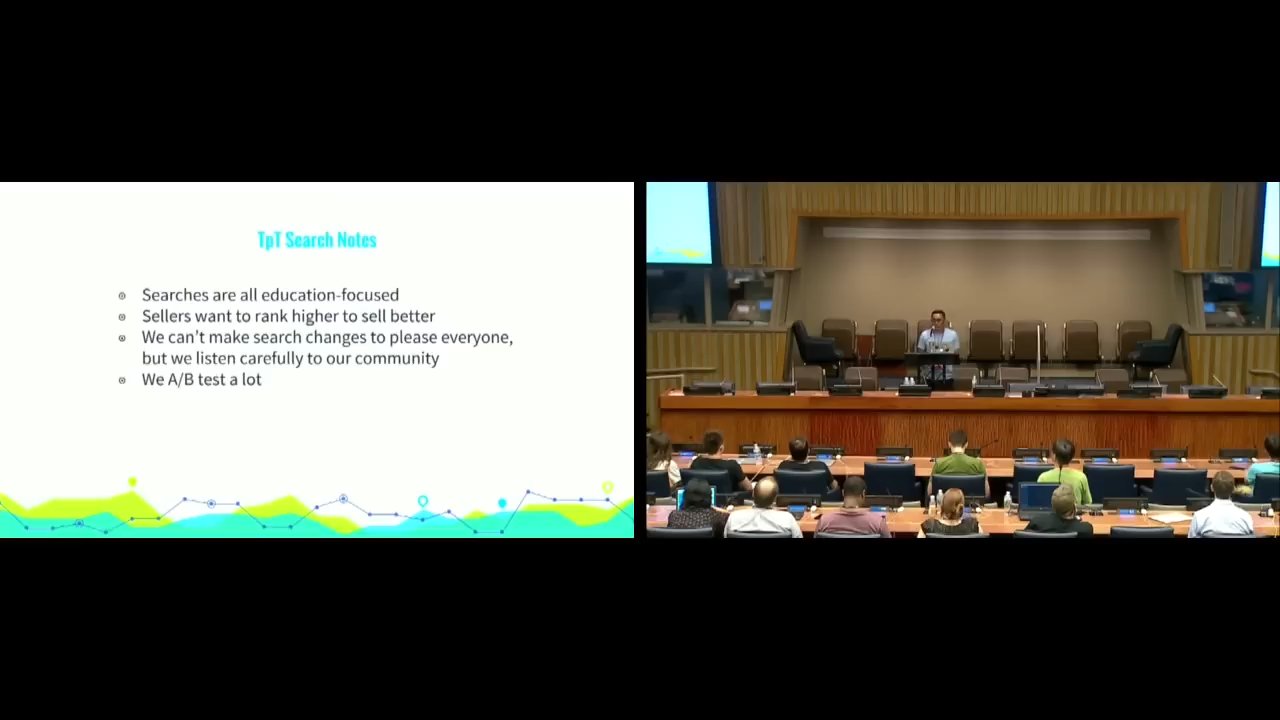 TpT Search Notes
Searches are all education-focused
Sellers want to rank higher to sell better
We can't make search changes to please everyone,
but we listen carefully to our community
We A/B test a lot